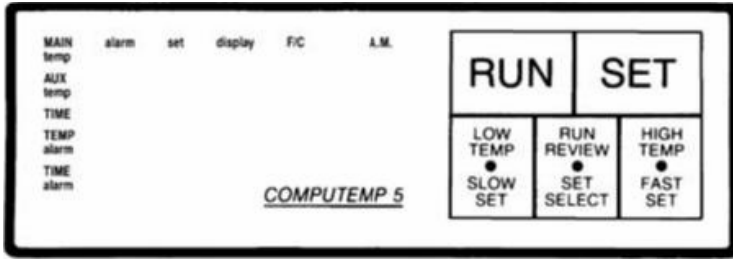 MAIN temp alarm set display F/C A.M.
AUX temp
TIME
TEMP alarm
TIME alarm
COMPUTEMP 5
RUN SET
LOW TEMP
SLOW SET
RUN REVIEW
SET SELECT
HIGH TEMP
FAST SET